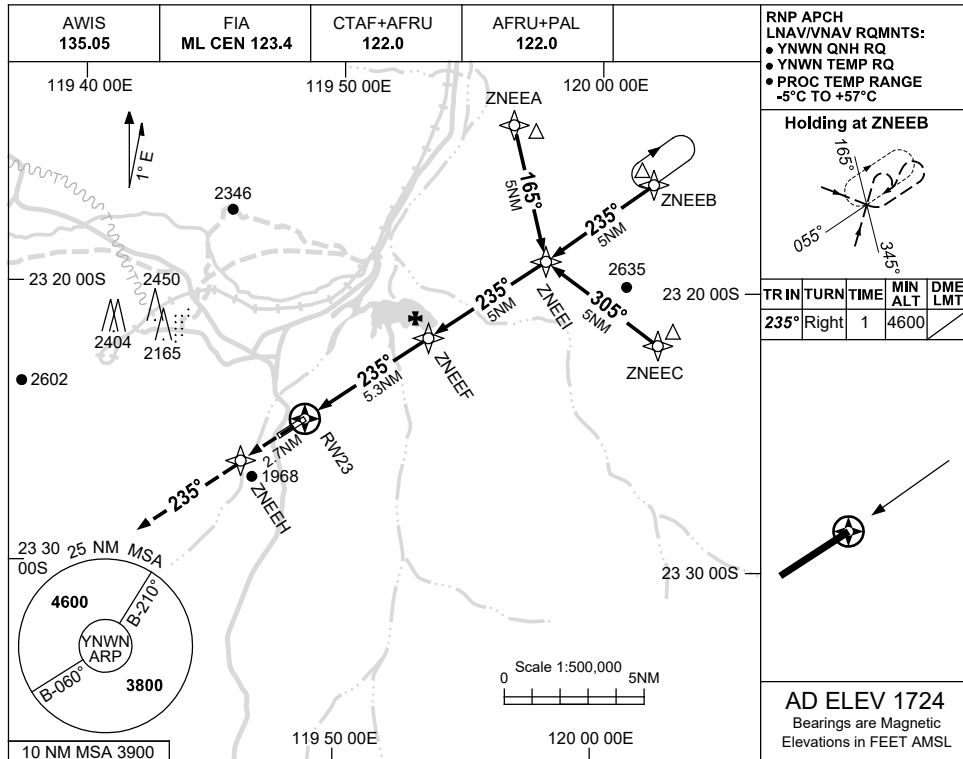 AWIS
135.05
FIA
ML CEN 123.4
CTAF+AFRU
122.0
AFRU+PAL
122.0
RNP APCH
LNAV/VNAV RQMNTS:
● YNWN QNH RQ
● YNWN TEMP RQ
● PROC TEMP RANGE
-5°C TO +57°C
119 40 00E
119 50 00E
120 00 00E
1° E
ZNEEA
165°
5NM
ZNEEB
235°
5NM
2346
23 20 00S
2450
2404
2165
2602
2635
23 20 00S
ZNEEI
305°
5NM
ZNEEC
235°
5NM
ZNEEF
235°
5.3NM
RW23
2.7NM
1968
ZNEEH
235°
Holding at ZNEEB
165°
055°
345°
TR IN
TURN
TIME
MIN
ALT
DME
LMT
235°
Right
1
4600
23 30
00S
25 NM MSA
4600
B-210°
YNWN
ARP
B-060°
3800
23 30 00S
Scale 1:500,000
0
5NM
10 NM MSA 3900
119 50 00E
120 00 00E
AD ELEV 1724
Bearings are Magnetic
Elevations in FEET AMSL